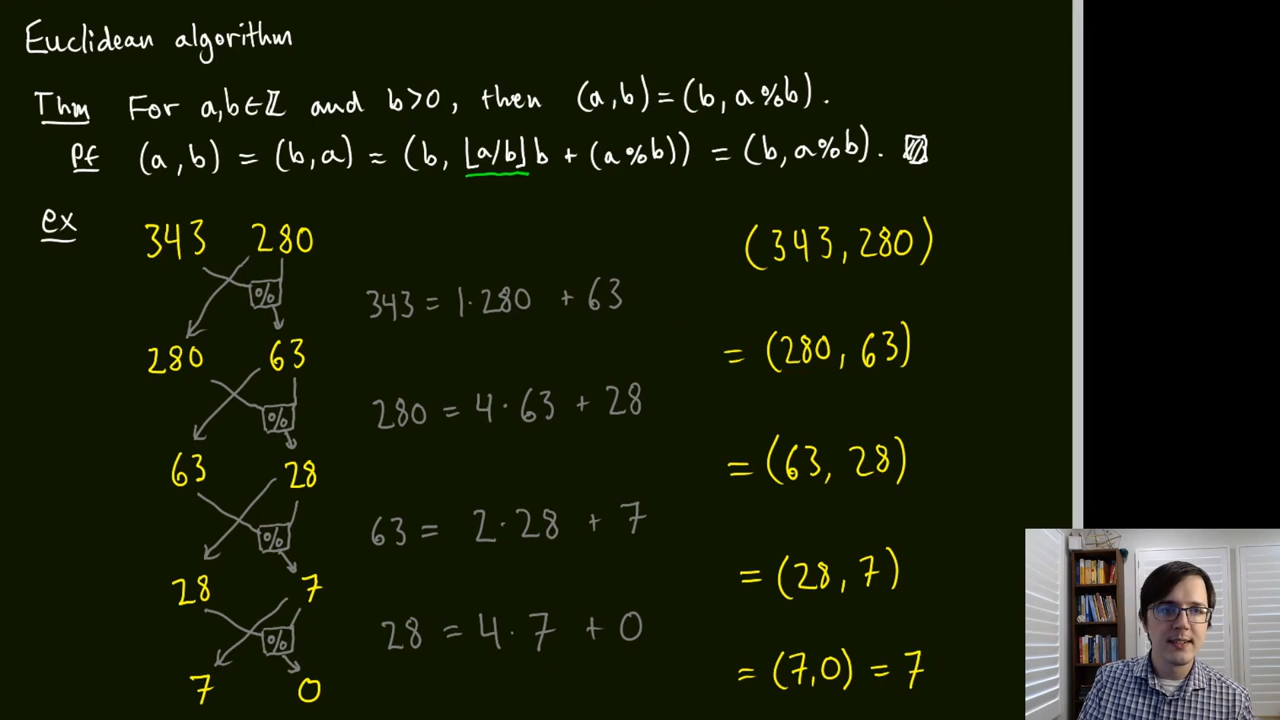 Euclidean algorithm
Thm For a,b∈ℤ and b>0, then (a,b)=(b, a%b).
Pf (a,b) = (b,a) = (b, ⌊a/b⌋b + (a%b)) = (b, a%b).
ex 343 280 (343,280)
% 343 = 1·280 + 63
280 63 = (280, 63)
% 280 = 4·63 + 28
63 28 = (63, 28)
% 63 = 2·28 + 7
28 7 = (28, 7)
% 28 = 4·7 + 0
7 0 = (7,0) = 7